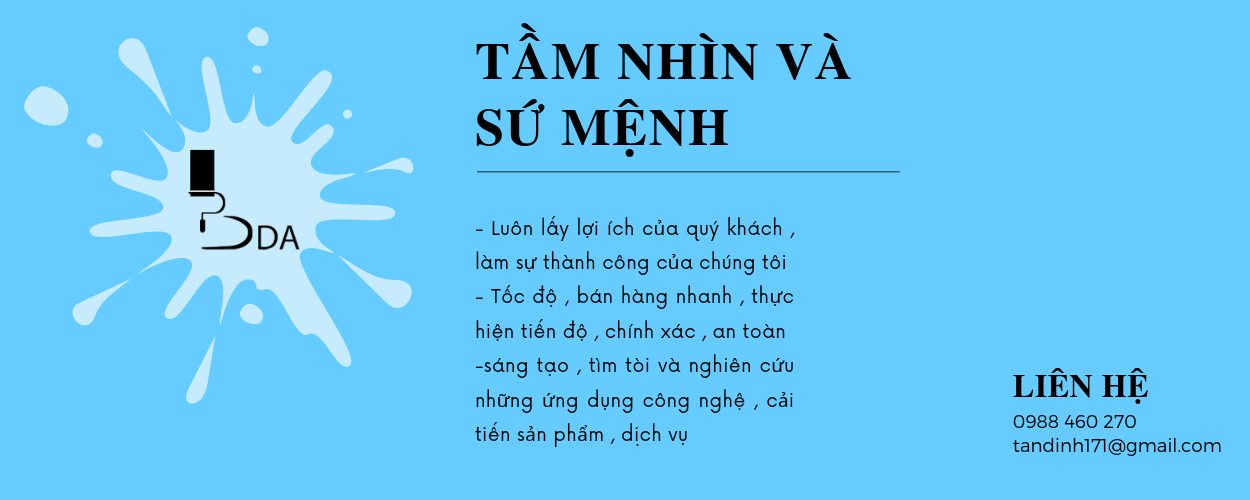 DA
TẦM NHÌN VÀ
SỨ MỆNH
- Luôn lấy lợi ích của quý khách ,
làm sự thành công của chúng tôi
- Tốc độ , bán hàng nhanh , thực
hiện tiến độ , chính xác , an toàn
-sáng tạo , tìm tòi và nghiên cứu
những ứng dụng công nghệ , cải
tiến sản phẩm , dịch vụ
LIÊN HỆ
0988 460 270
tandinh171@gmail.com